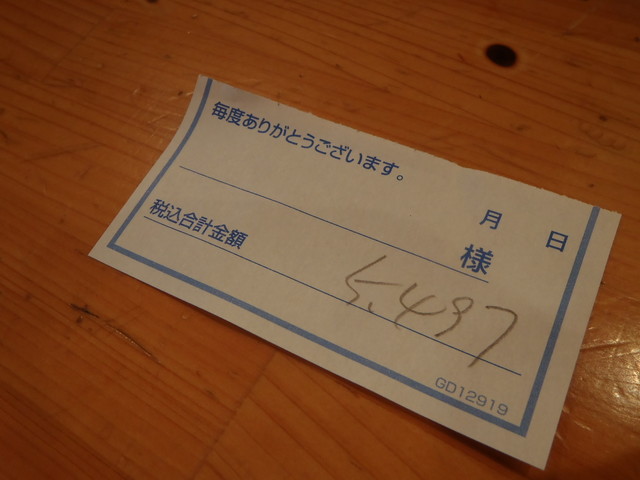 毎度ありがとうございます。
月 日
様
税込合計金額
5,497
GD12919